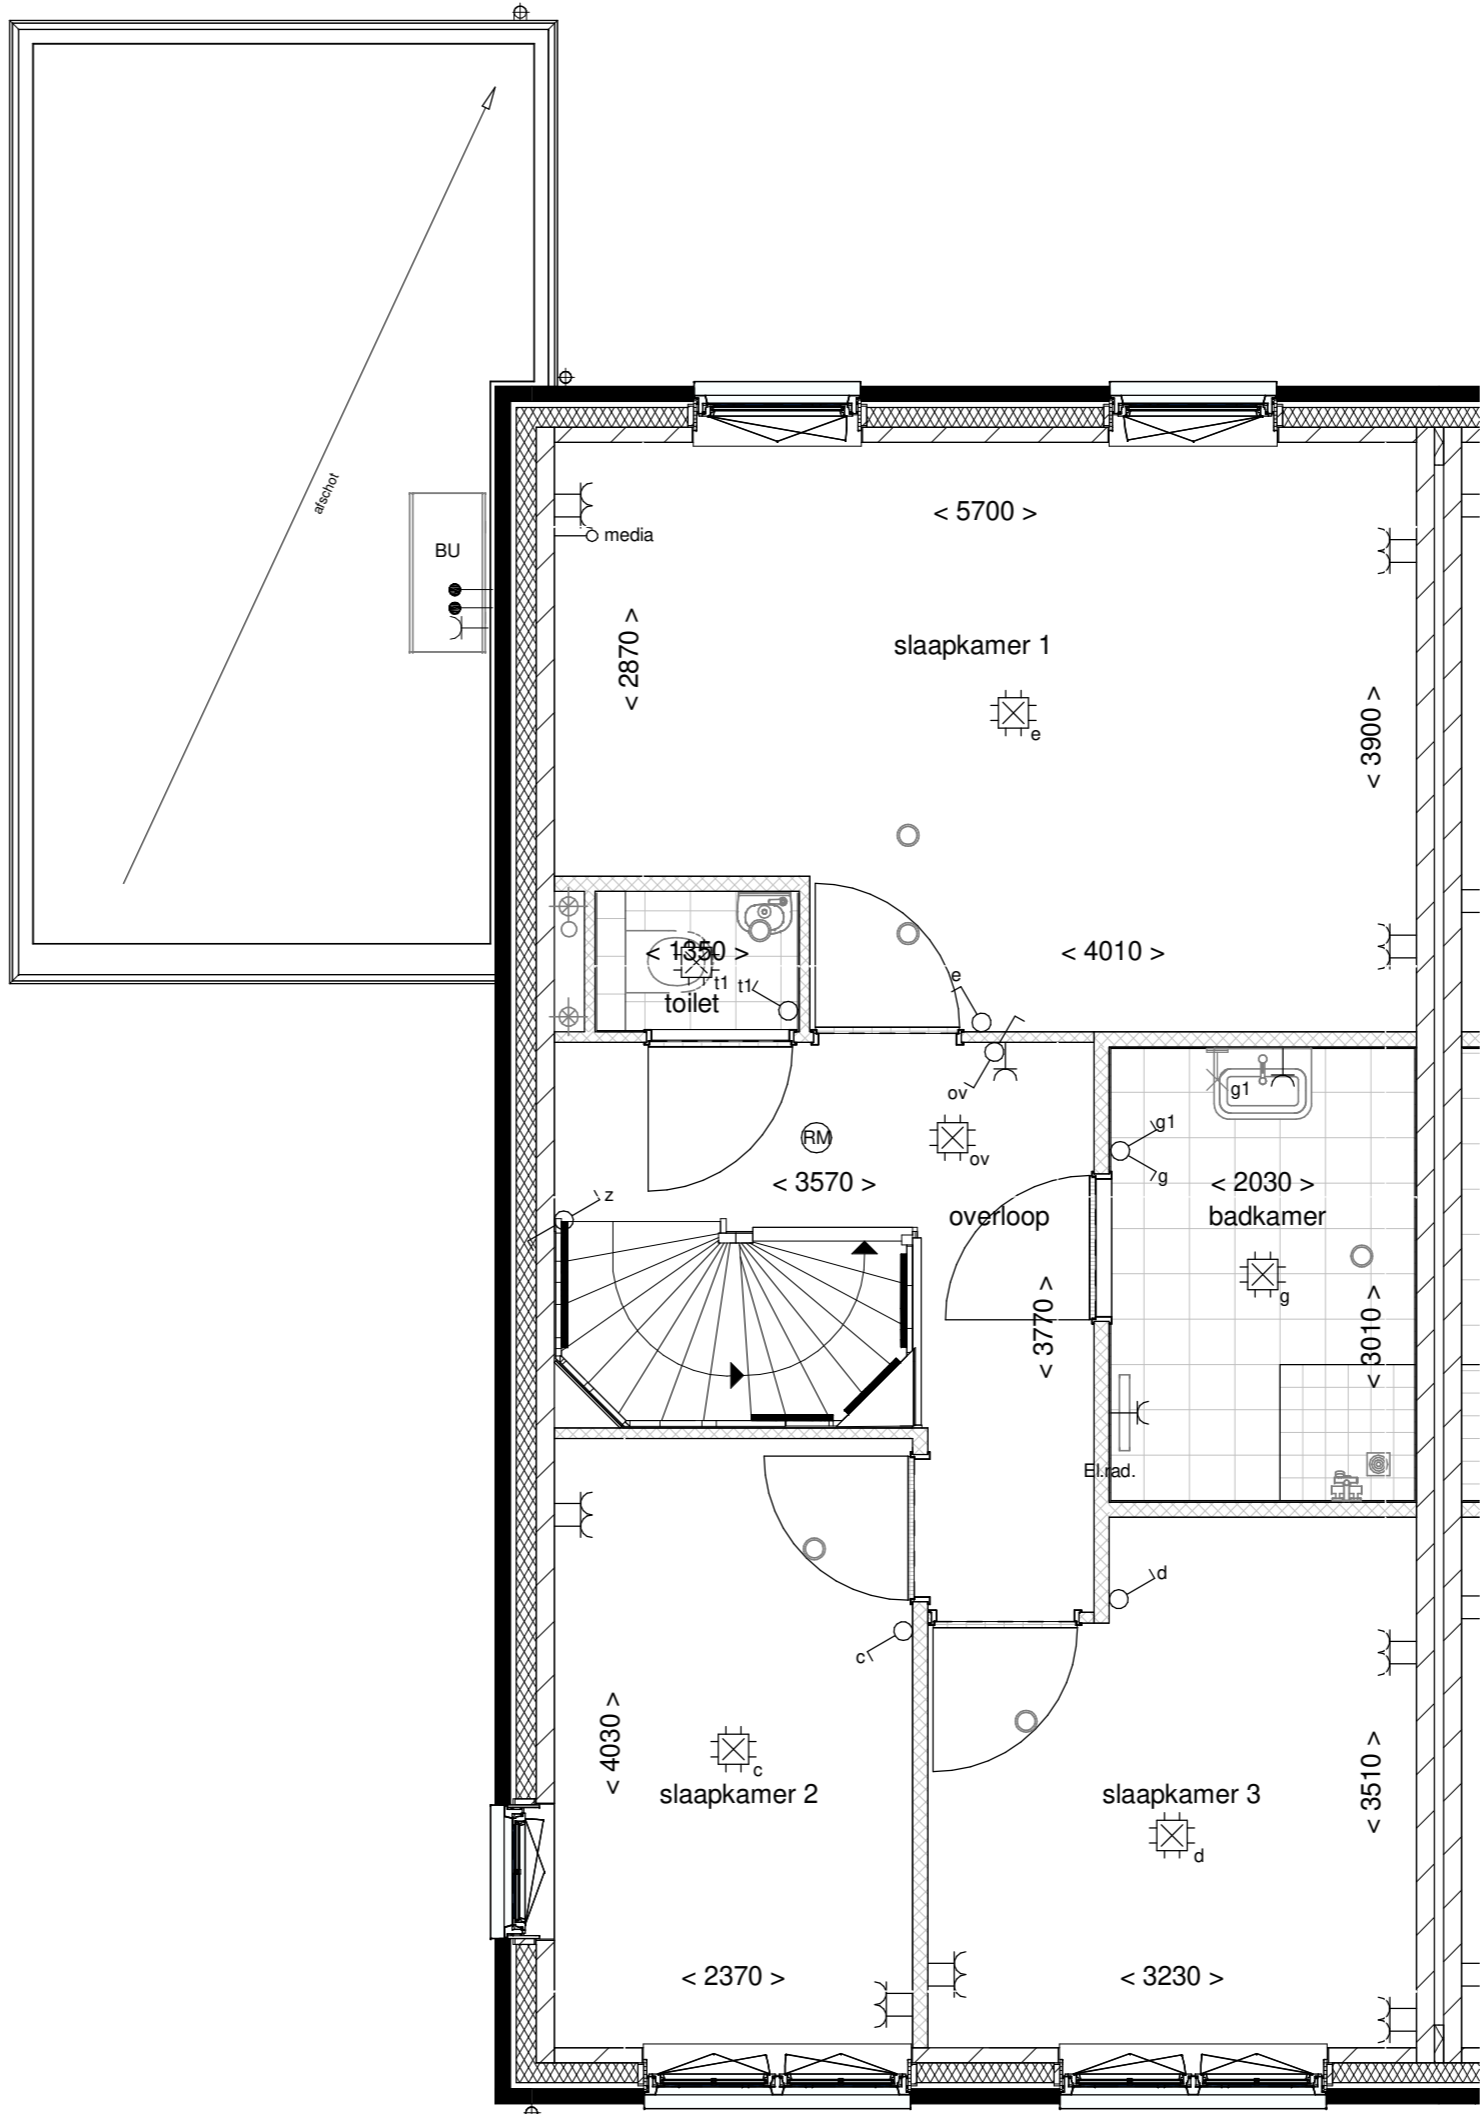 < 5700 >
media
afschot
BU
< 2870 >
slaapkamer 1
e
< 3900 >
< 1350 >
< 4010 >
t1
t1
toilet
e
ov
g1
g1
RM
ov
g
< 3570 >
< 2030 >
z
overloop
badkamer
g
< 3770 >
< 3010 >
El.rad.
d
c
< 4030 >
c
slaapkamer 2
slaapkamer 3
d
< 3510 >
< 2370 >
< 3230 >